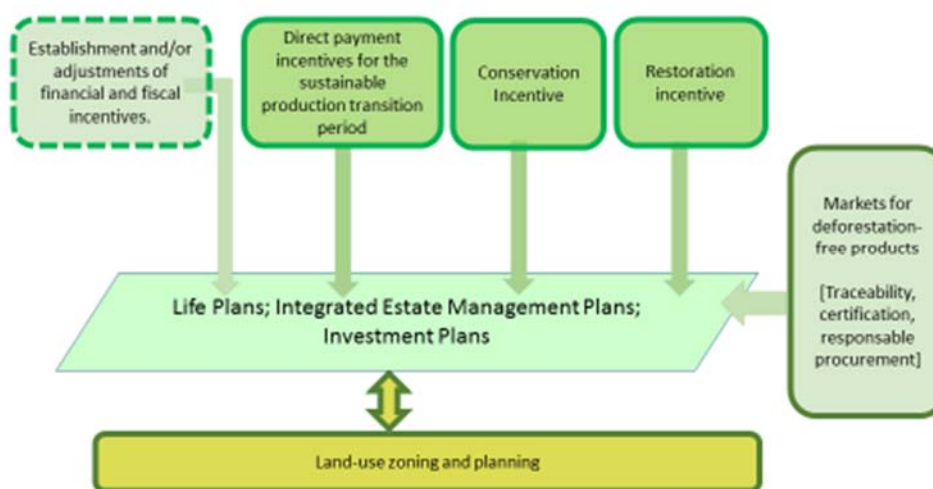 Establishment and/or
adjustments of
financial and fiscal
incentives.
Direct payment
incentives for the
sustainable
production transition
period
Conservation
Incentive
Restoration
incentive
Markets for
deforestation-
free products
[Traceability,
certification,
responsable
procurement]
Life Plans; Integrated Estate Management Plans;
Investment Plans
Land-use zoning and planning